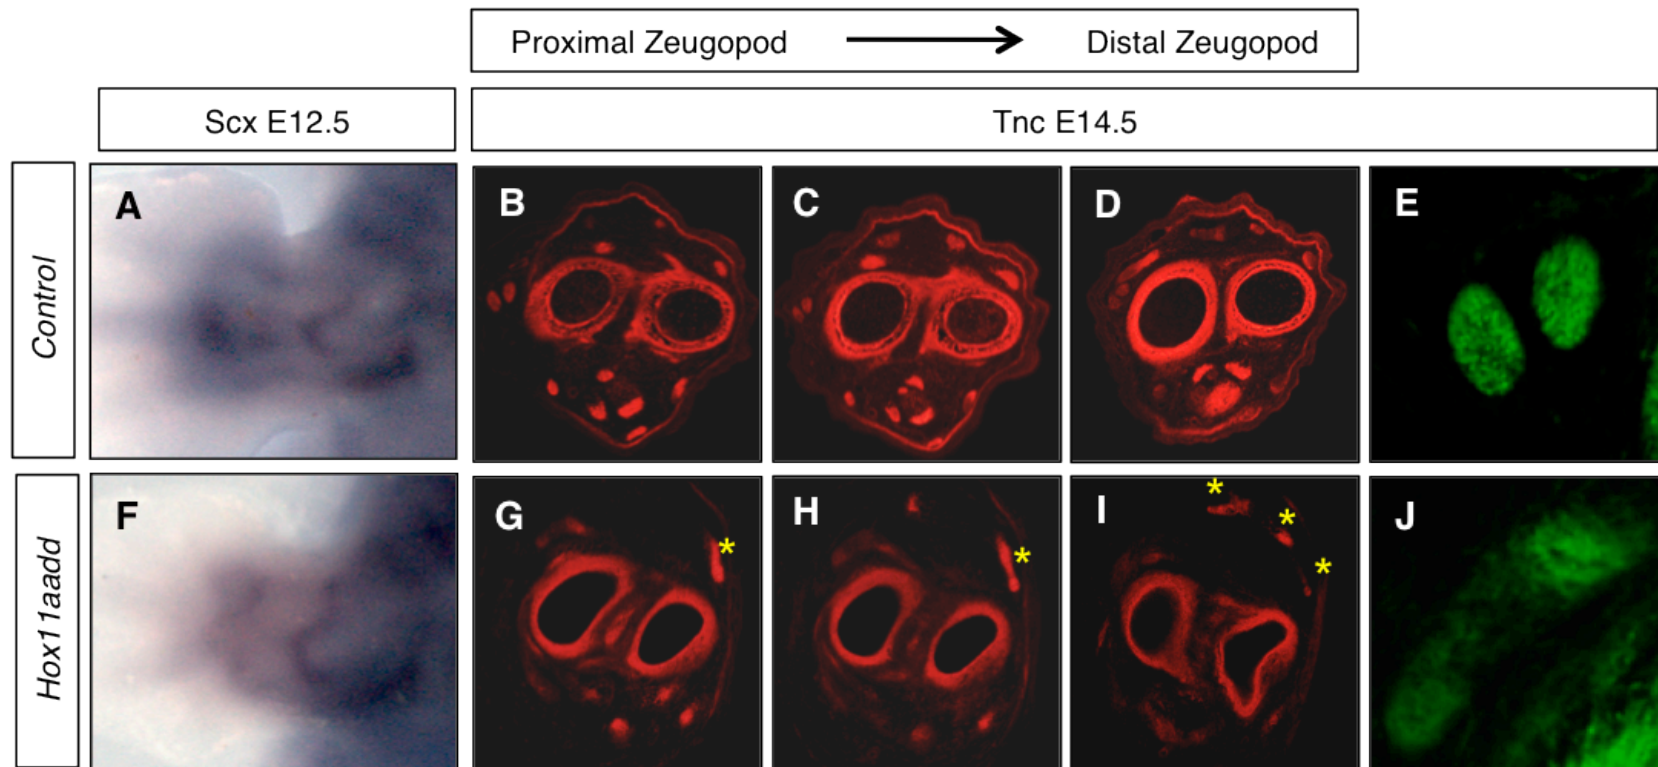 Proximal Zeugopod
Distal Zeugopod
Scx E12.5
Tnc E14.5
Control
A
B
C
D
E
Hox11aadd
F
G
*
H
*
I
*
*
*
J